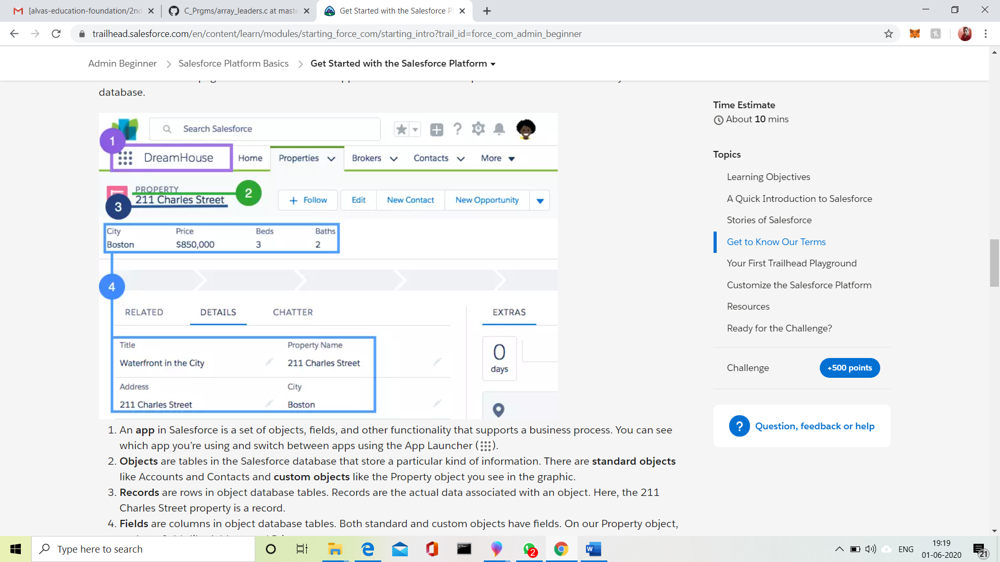 [alvas-education-foundation/2nd
C_Prgms/array_leaders.c at maste
Get Started with the Salesforce P
trailhead.salesforce.com/en/content/learn/modules/starting_force_com/starting_intro?trail_id=force_com_admin_beginner
Admin Beginner
Salesforce Platform Basics
Get Started with the Salesforce Platform
database.
Search Salesforce
1
DreamHouse
Home
Properties
Brokers
Contacts
More
PROPERTY
211 Charles Street
2
3
+ Follow
Edit
New Contact
New Opportunity
City
Price
Beds
Baths
Boston
$850,000
3
2
4
RELATED
DETAILS
CHATTER
EXTRAS
Title
Property Name
Waterfront in the City
211 Charles Street
Address
City
211 Charles Street
Boston
0
days
1. An app in Salesforce is a set of objects, fields, and other functionality that supports a business process. You can see
which app you’re using and switch between apps using the App Launcher ( ).
2. Objects are tables in the Salesforce database that store a particular kind of information. There are standard objects
like Accounts and Contacts and custom objects like the Property object you see in the graphic.
3. Records are rows in object database tables. Records are the actual data associated with an object. Here, the 211
Charles Street property is a record.
4. Fields are columns in object database tables. Both standard and custom objects have fields. On our Property object,
Time Estimate
About 10 mins
Topics
Learning Objectives
A Quick Introduction to Salesforce
Stories of Salesforce
Get to Know Our Terms
Your First Trailhead Playground
Customize the Salesforce Platform
Resources
Ready for the Challenge?
Challenge
+500 points
? Question, feedback or help
Type here to search
2
ENG
19:19
01-06-2020
21